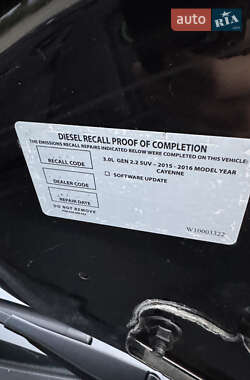 auto RIA
DIESEL RECALL PROOF OF COMPLETION
THE EMISSIONS RECALL REPAIRS INDICATED BELOW WERE COMPLETED ON THIS VEHICLE:
RECALL CODE
3.0L GEN 2.2 SUV – 2015 - 2016 MODEL YEAR
CAYENNE
SOFTWARE UPDATE
DEALER CODE
REPAIR DATE
DO NOT REMOVE
W10003322